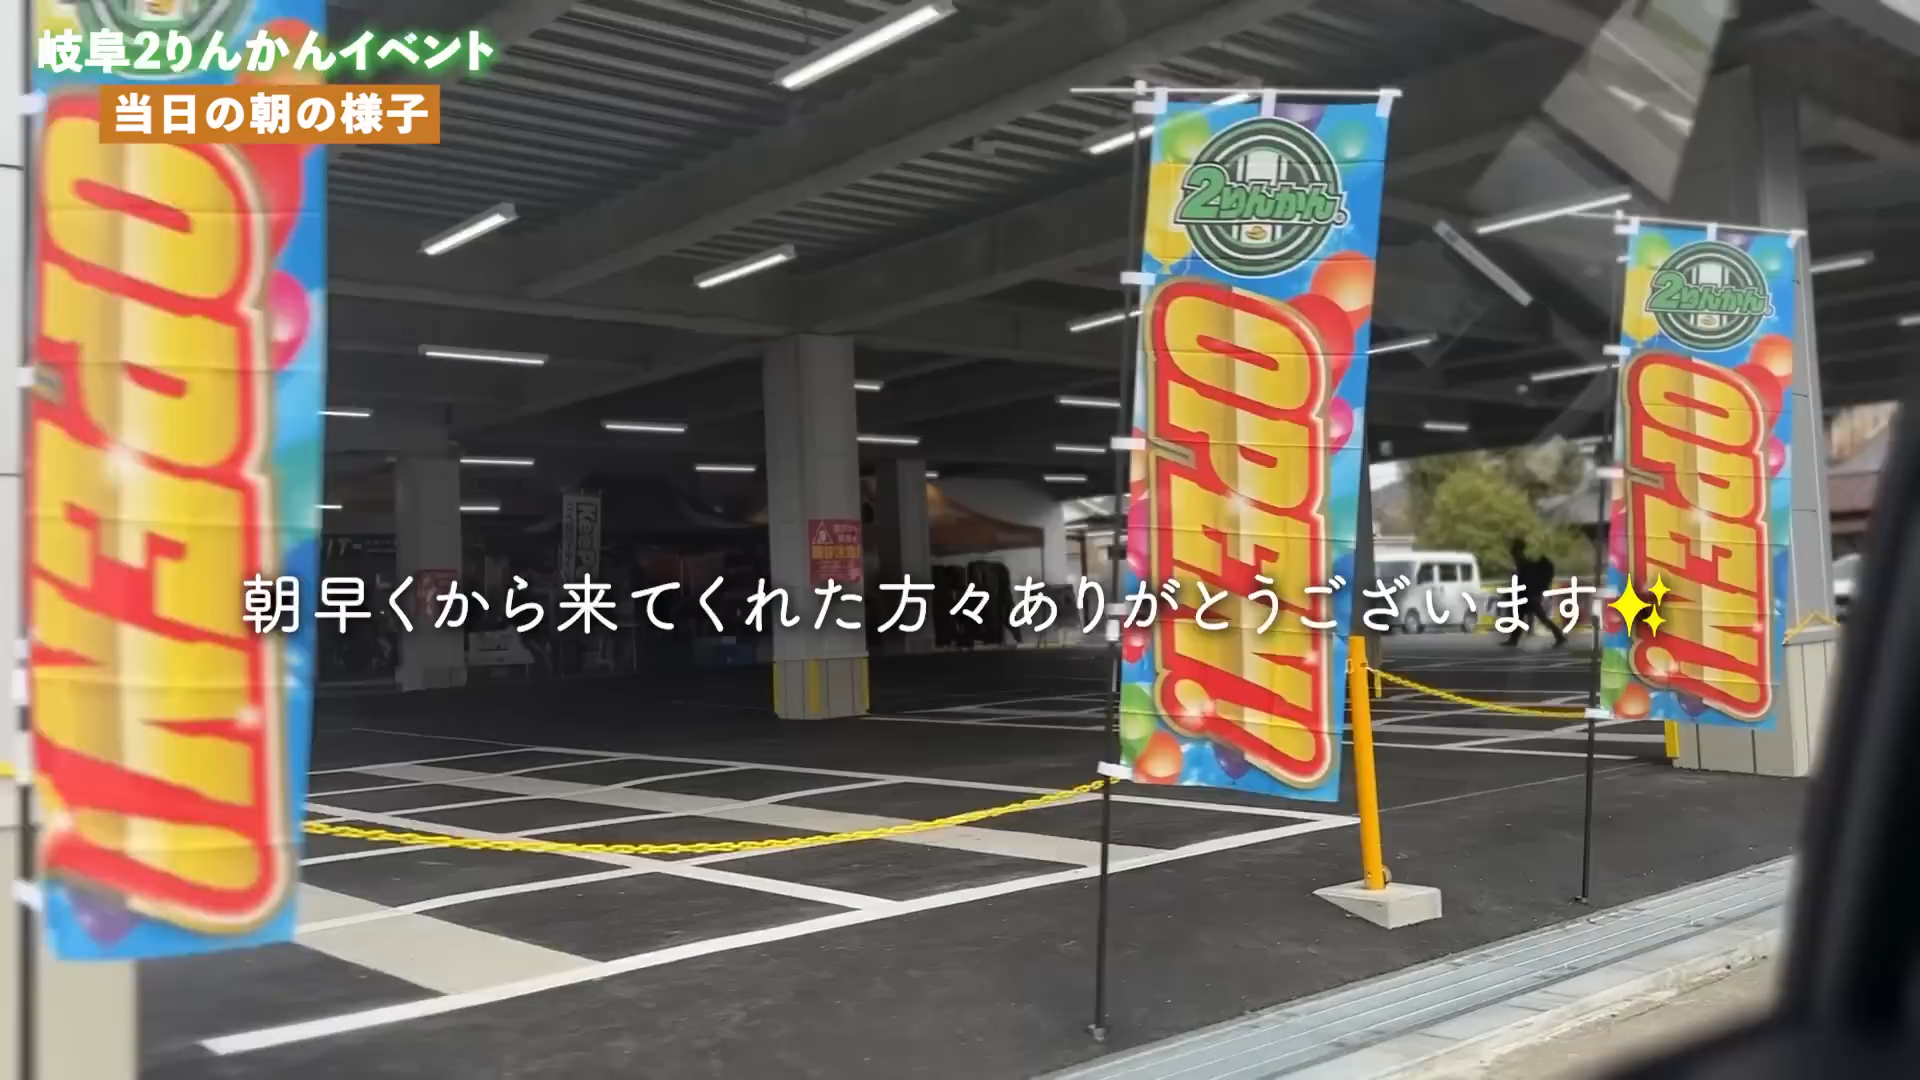 岐阜2りんかんイベント
当日の朝の様子
2りんかん
OPEN!
2りんかん
OPEN!
OPEN!
Keep
朝早くから来てくれた方々ありがとうございます✨